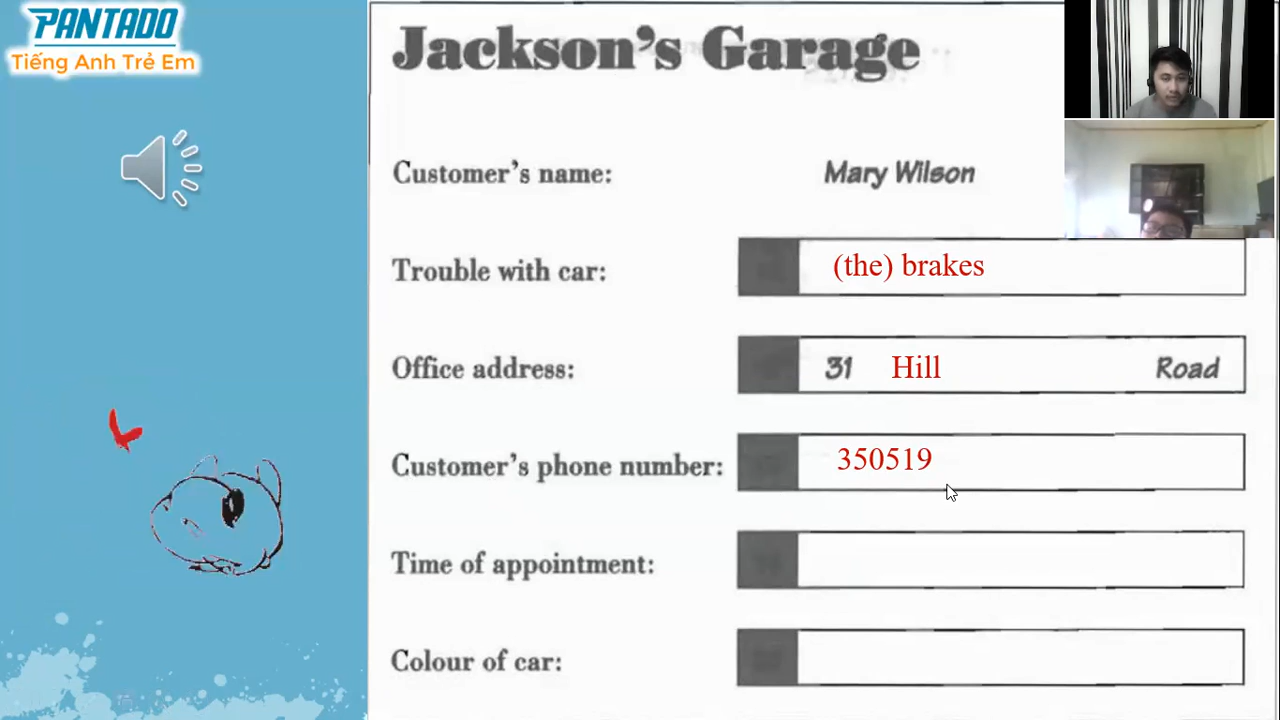 PANTADO
Tiếng Anh Trẻ Em
Jackson's Garage
Customer's name: Mary Wilson
Trouble with car: (the) brakes
Office address: 31 Hill Road
Customer's phone number: 350519
Time of appointment:
Colour of car: